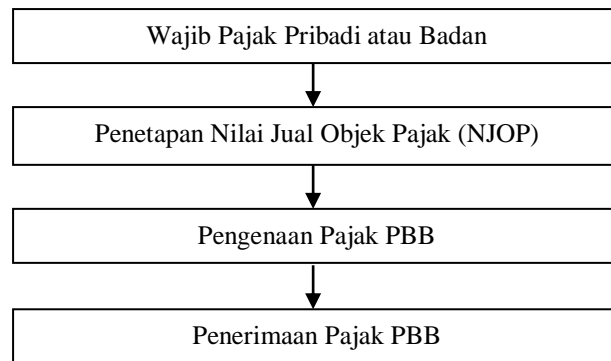 Wajib Pajak Pribadi atau Badan
Penetapan Nilai Jual Objek Pajak (NJOP)
Pengenaan Pajak PBB
Penerimaan Pajak PBB